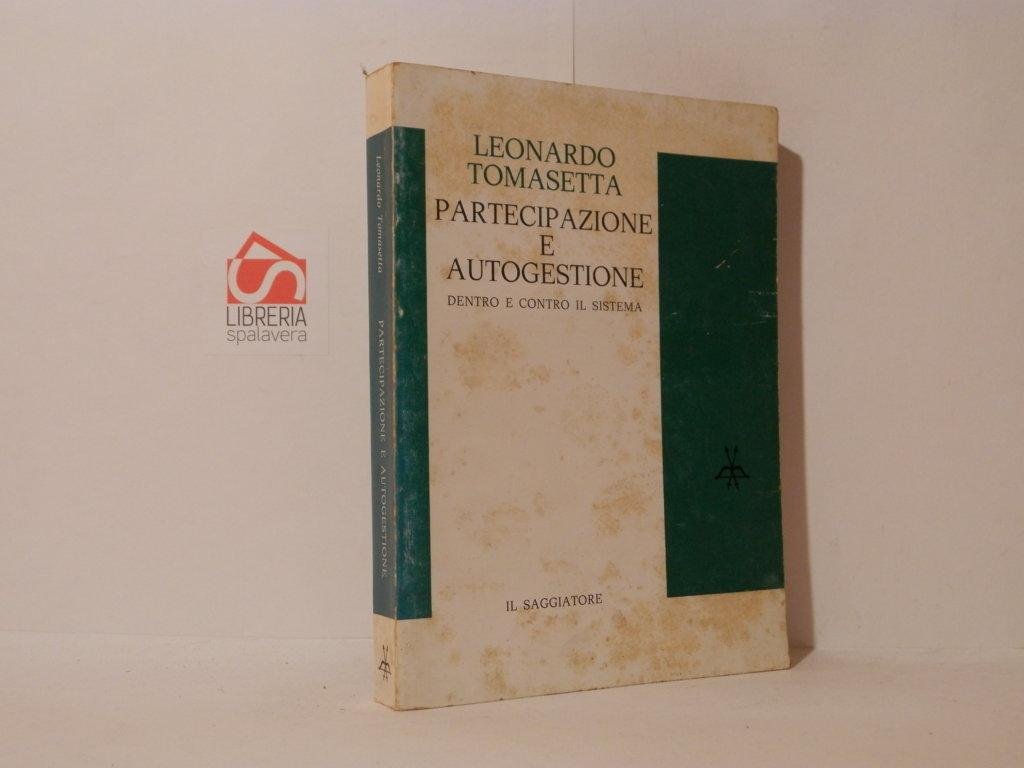 LEONARDO
TOMASETTA
PARTECIPAZIONE
E
AUTOGESTIONE
DENTRO E CONTRO IL SISTEMA
IL SAGGIATORE
Leonardo Tomasetta
PARTECIPAZIONE E AUTOGESTIONE
LIBRERIA
spalavera